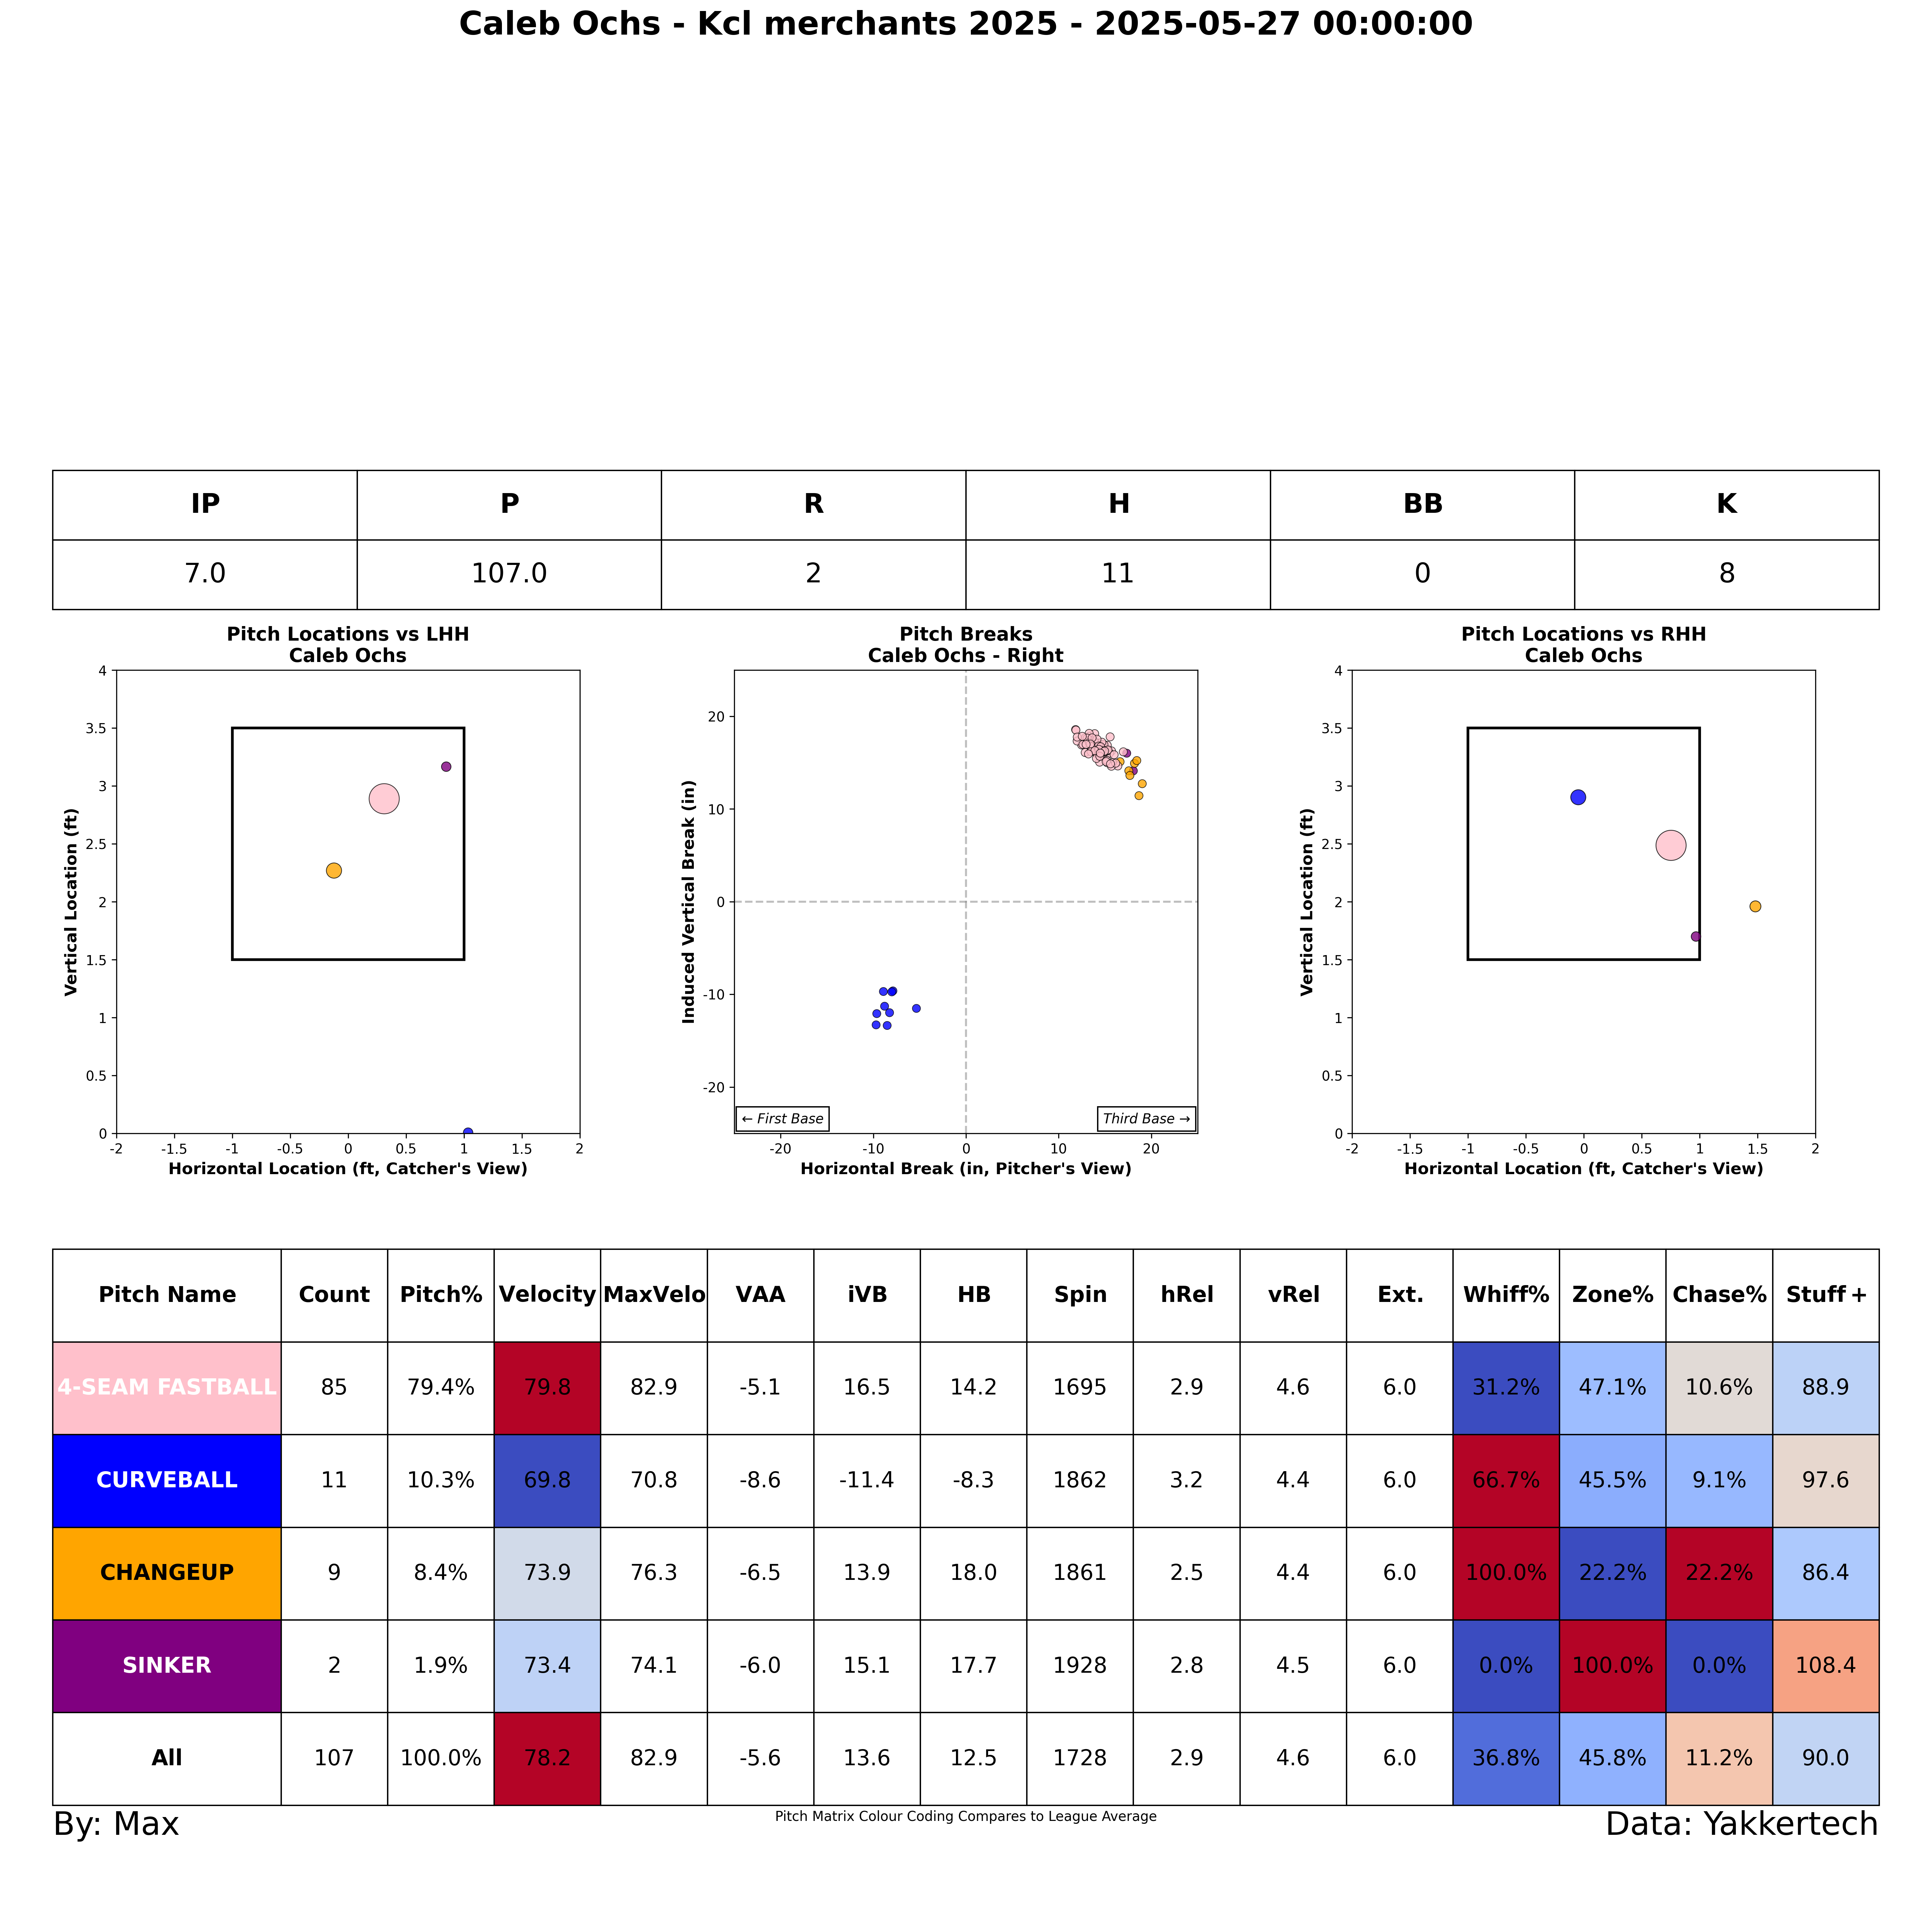 Caleb Ochs - Kcl merchants 2025 - 2025-05-27 00:00:00
IP P R H BB K
7.0 107.0 2 11 0 8
Pitch Locations vs LHH
Caleb Ochs
4
3.5
3
2.5
2
1.5
1
0.5
0
-2 -1.5 -1 -0.5 0 0.5 1 1.5 2
Vertical Location (ft)
Horizontal Location (ft, Catcher's View)
Pitch Breaks
Caleb Ochs - Right
20
10
0
-10
-20
-20 -10 0 10 20
Induced Vertical Break (in)
← First Base
Third Base →
Horizontal Break (in, Pitcher's View)
Pitch Locations vs RHH
Caleb Ochs
4
3.5
3
2.5
2
1.5
1
0.5
0
-2 -1.5 -1 -0.5 0 0.5 1 1.5 2
Vertical Location (ft)
Horizontal Location (ft, Catcher's View)
Pitch Name Count Pitch% Velocity MaxVelo VAA iVB HB Spin hRel vRel Ext. Whiff% Zone% Chase% Stuff+
4-SEAM FASTBALL 85 79.4% 79.8 82.9 -5.1 16.5 14.2 1695 2.9 4.6 6.0 31.2% 47.1% 10.6% 88.9
CURVEBALL 11 10.3% 69.8 70.8 -8.6 -11.4 -8.3 1862 3.2 4.4 6.0 66.7% 45.5% 9.1% 97.6
CHANGEUP 9 8.4% 73.9 76.3 -6.5 13.9 18.0 1861 2.5 4.4 6.0 100.0% 22.2% 22.2% 86.4
SINKER 2 1.9% 73.4 74.1 -6.0 15.1 17.7 1928 2.8 4.5 6.0 0.0% 100.0% 0.0% 108.4
All 107 100.0% 78.2 82.9 -5.6 13.6 12.5 1728 2.9 4.6 6.0 36.8% 45.8% 11.2% 90.0
By: Max
Pitch Matrix Colour Coding Compares to League Average
Data: Yakkertech